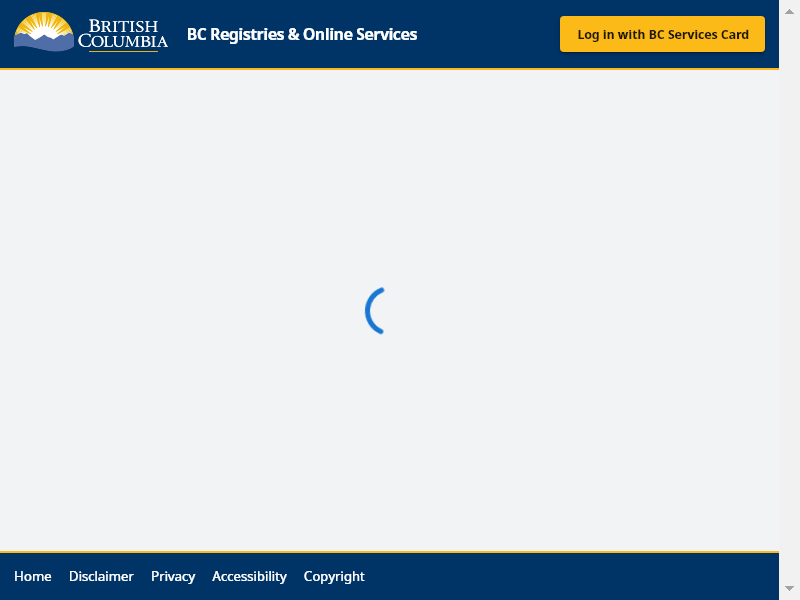 BRITISH
COLUMBIA
BC Registries & Online Services
Log in with BC Services Card
Home
Disclaimer
Privacy
Accessibility
Copyright